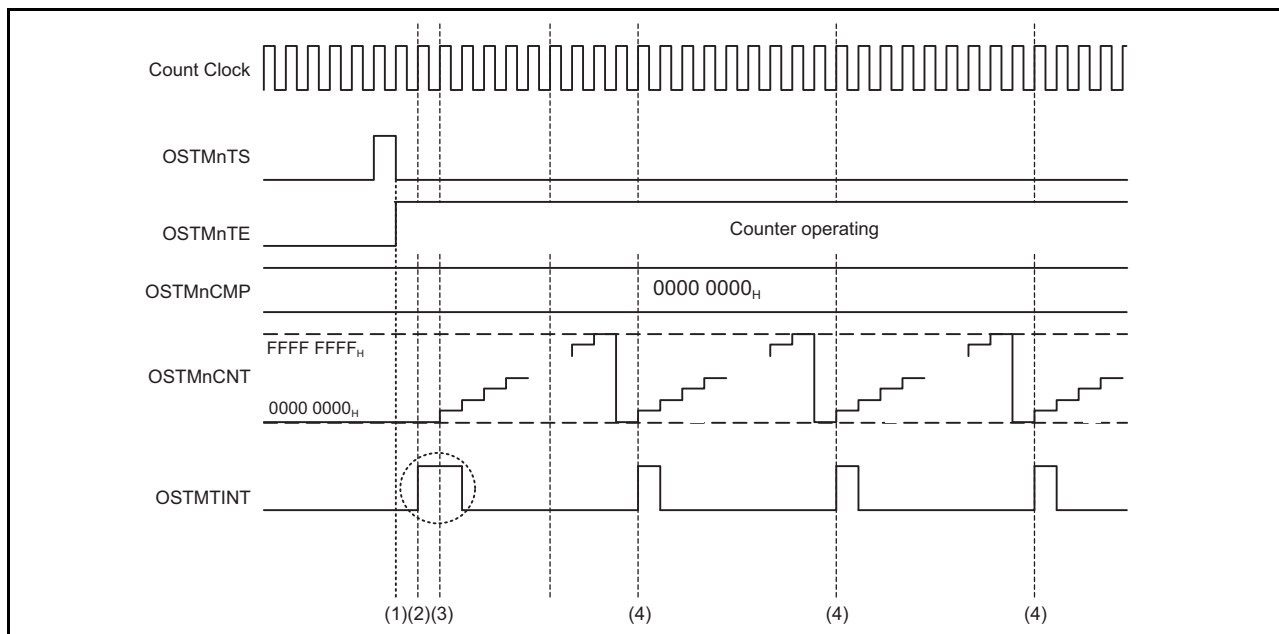 Count Clock
OSTMnTS
OSTMnTE
Counter operating
OSTMnCMP
0000 0000H
FFFF FFFFH
OSTMnCNT
0000 0000H
OSTMTINT
(1)(2)(3) (4) (4) (4)